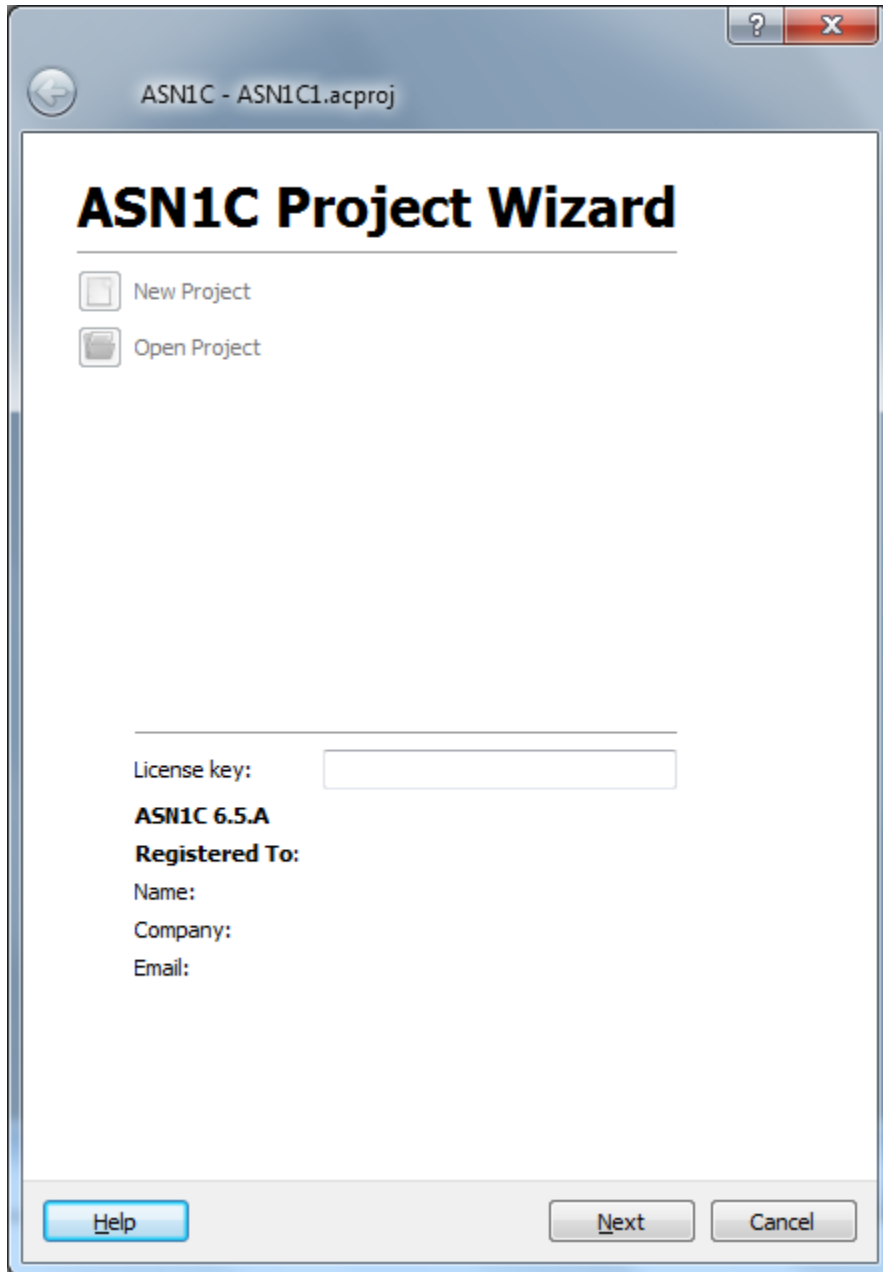 ASN1C - ASN1C1.acproj
ASN1C Project Wizard
New Project
Open Project
License key:
ASN1C 6.5.A
Registered To:
Name:
Company:
Email:
Help Next Cancel